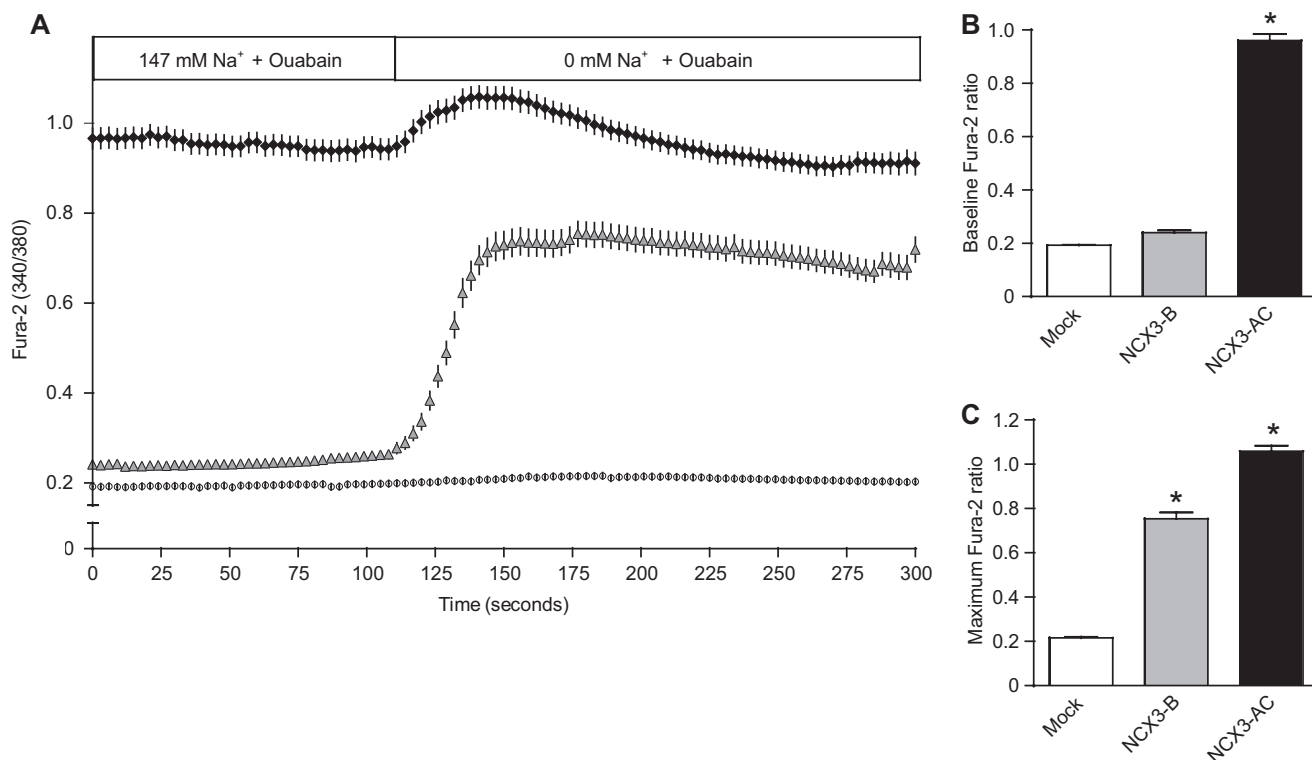 A
147 mM Na⁺ + Ouabain
0 mM Na⁺ + Ouabain
Fura-2 (340/380)
1.0
0.8
0.6
0.4
0.2
0
0 25 50 75 100 125 150 175 200 225 250 275 300
Time (seconds)
B
Baseline Fura-2 ratio
1.0
0.8
0.6
0.4
0.2
0
*
Mock
NCX3-B
NCX3-AC
C
Maximum Fura-2 ratio
1.2
1.0
0.8
0.6
0.4
0.2
0
*
*
Mock
NCX3-B
NCX3-AC